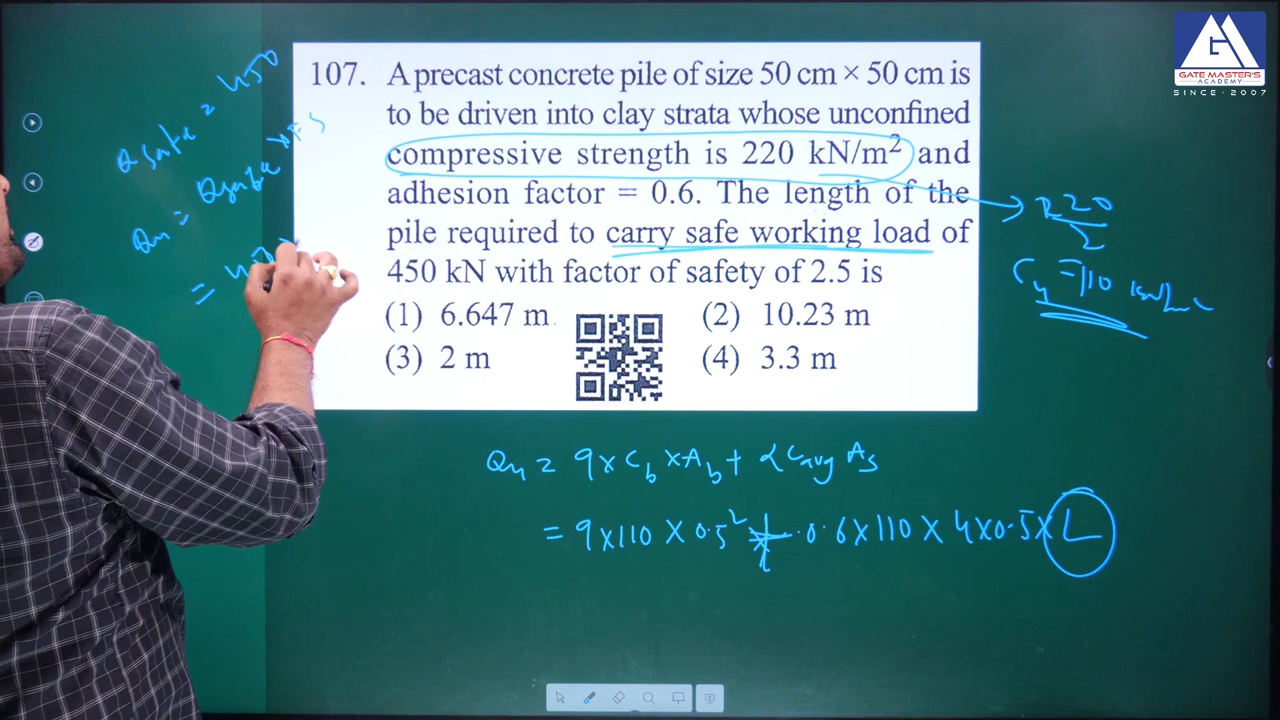 GATE MASTER'S
ACADEMY
SINCE • 2007
107. A precast concrete pile of size 50 cm × 50 cm is
to be driven into clay strata whose unconfined
compressive strength is 220 kN/m² and
adhesion factor = 0.6. The length of the
pile required to carry safe working load of
450 kN with factor of safety of 2.5 is
(1) 6.647 m
(2) 10.23 m
(3) 2 m
(4) 3.3 m
Qsafe = 450
Qu = Qsafe × FS
=
220
2
Cu = 110 kN/m²
Qu = 9×Cb×Ab + αCavg As
= 9×110×0.5² + 0.6×110×4×0.5×L